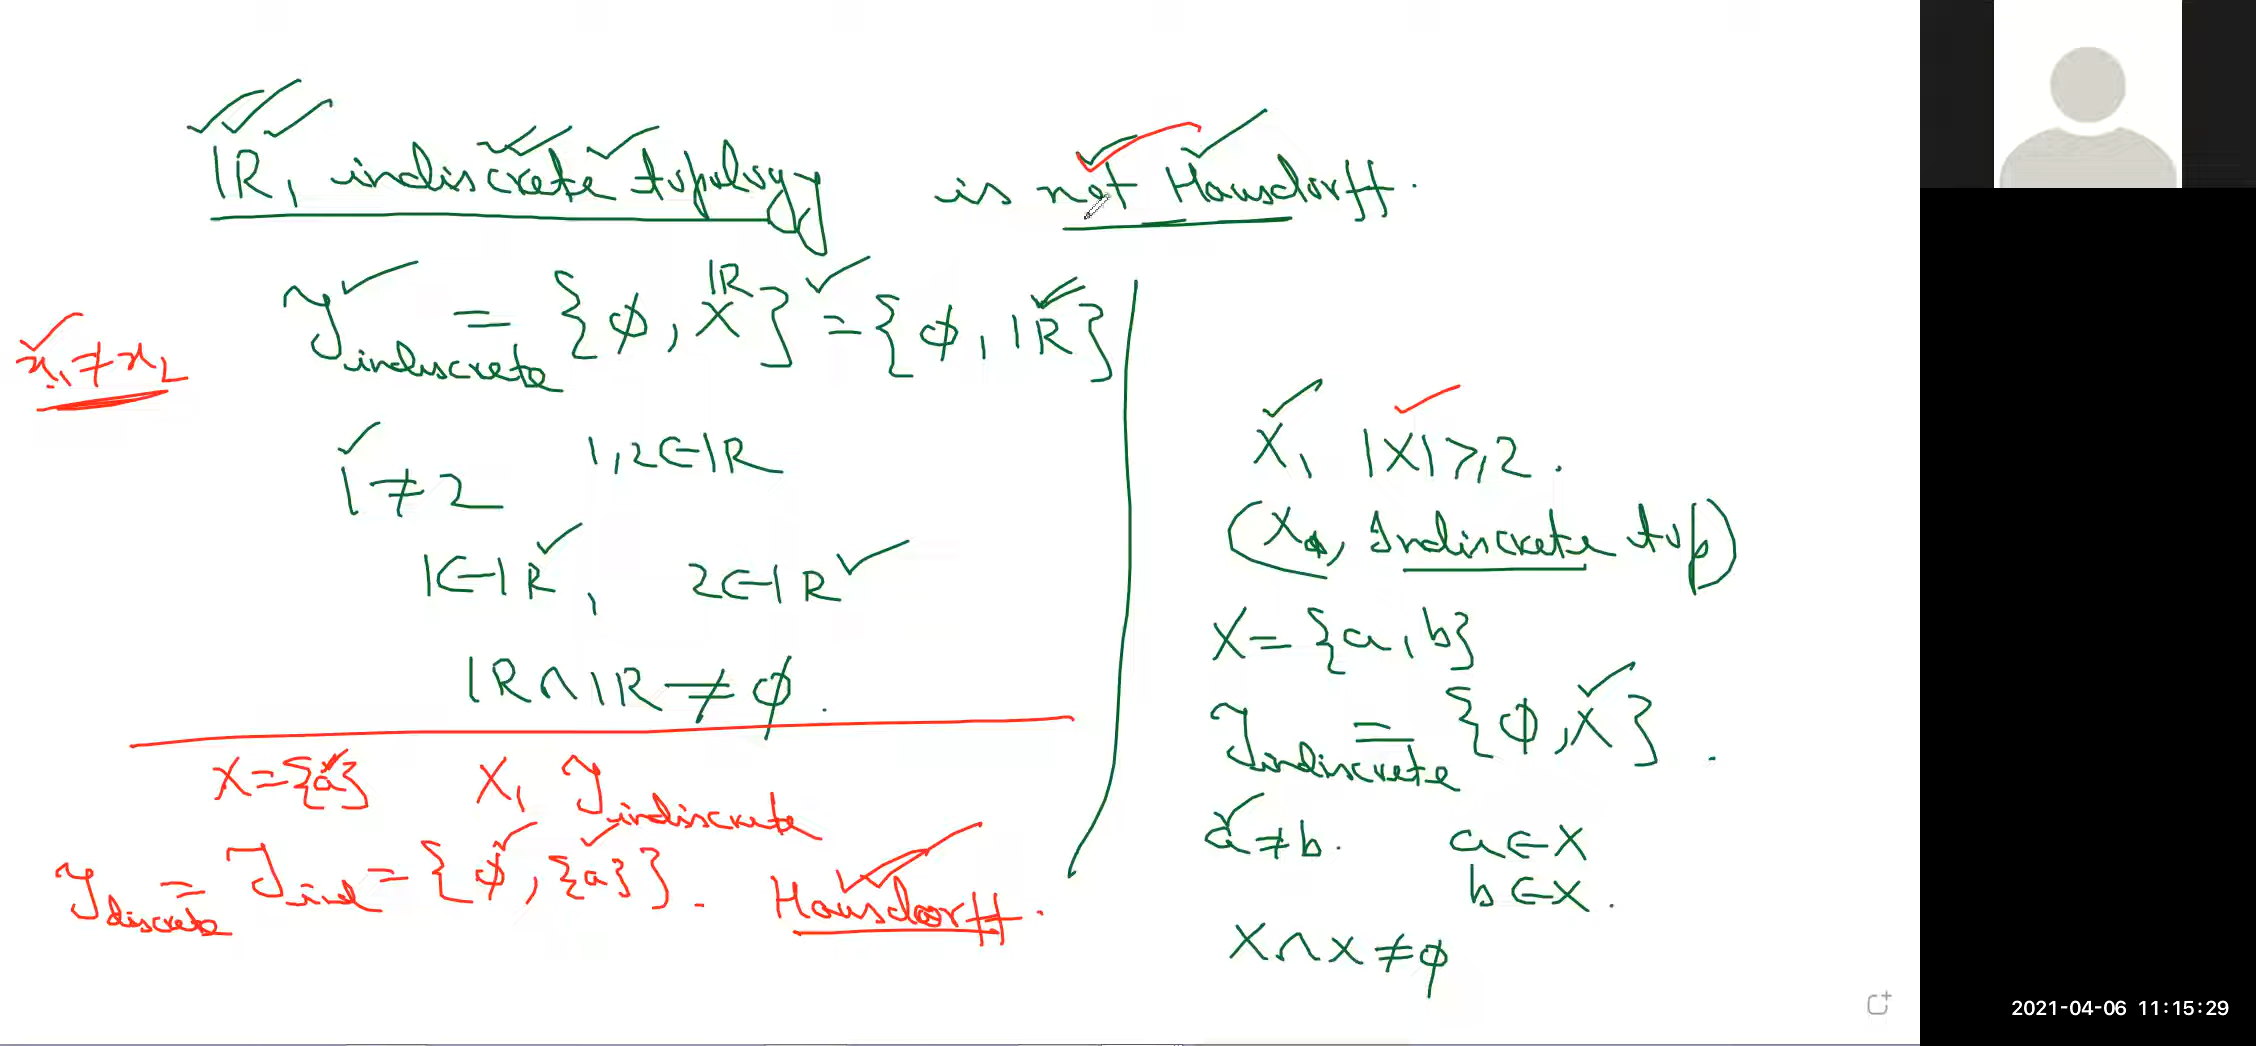 ℝ, indiscrete topology is not Hausdorff.
ℝ
𝒯indiscrete = {ϕ, X} = {ϕ, ℝ}
x₁ ≠ x₂
1 ≠ 2 1, 2 ∈ ℝ
1 ∈ ℝ, 2 ∈ ℝ
ℝ ∩ ℝ ≠ ϕ.
X = {a} X, 𝒯indiscrete
𝒯discrete = 𝒯ind = {ϕ, {a}}. Hausdorff.
X, |X| ≥ 2.
(X, Indiscrete top)
X = {a, b}
𝒯indiscrete = {ϕ, X}.
a ≠ b. a ∈ X
b ∈ X.
X ∩ X ≠ ϕ
2021-04-06 11:15:29